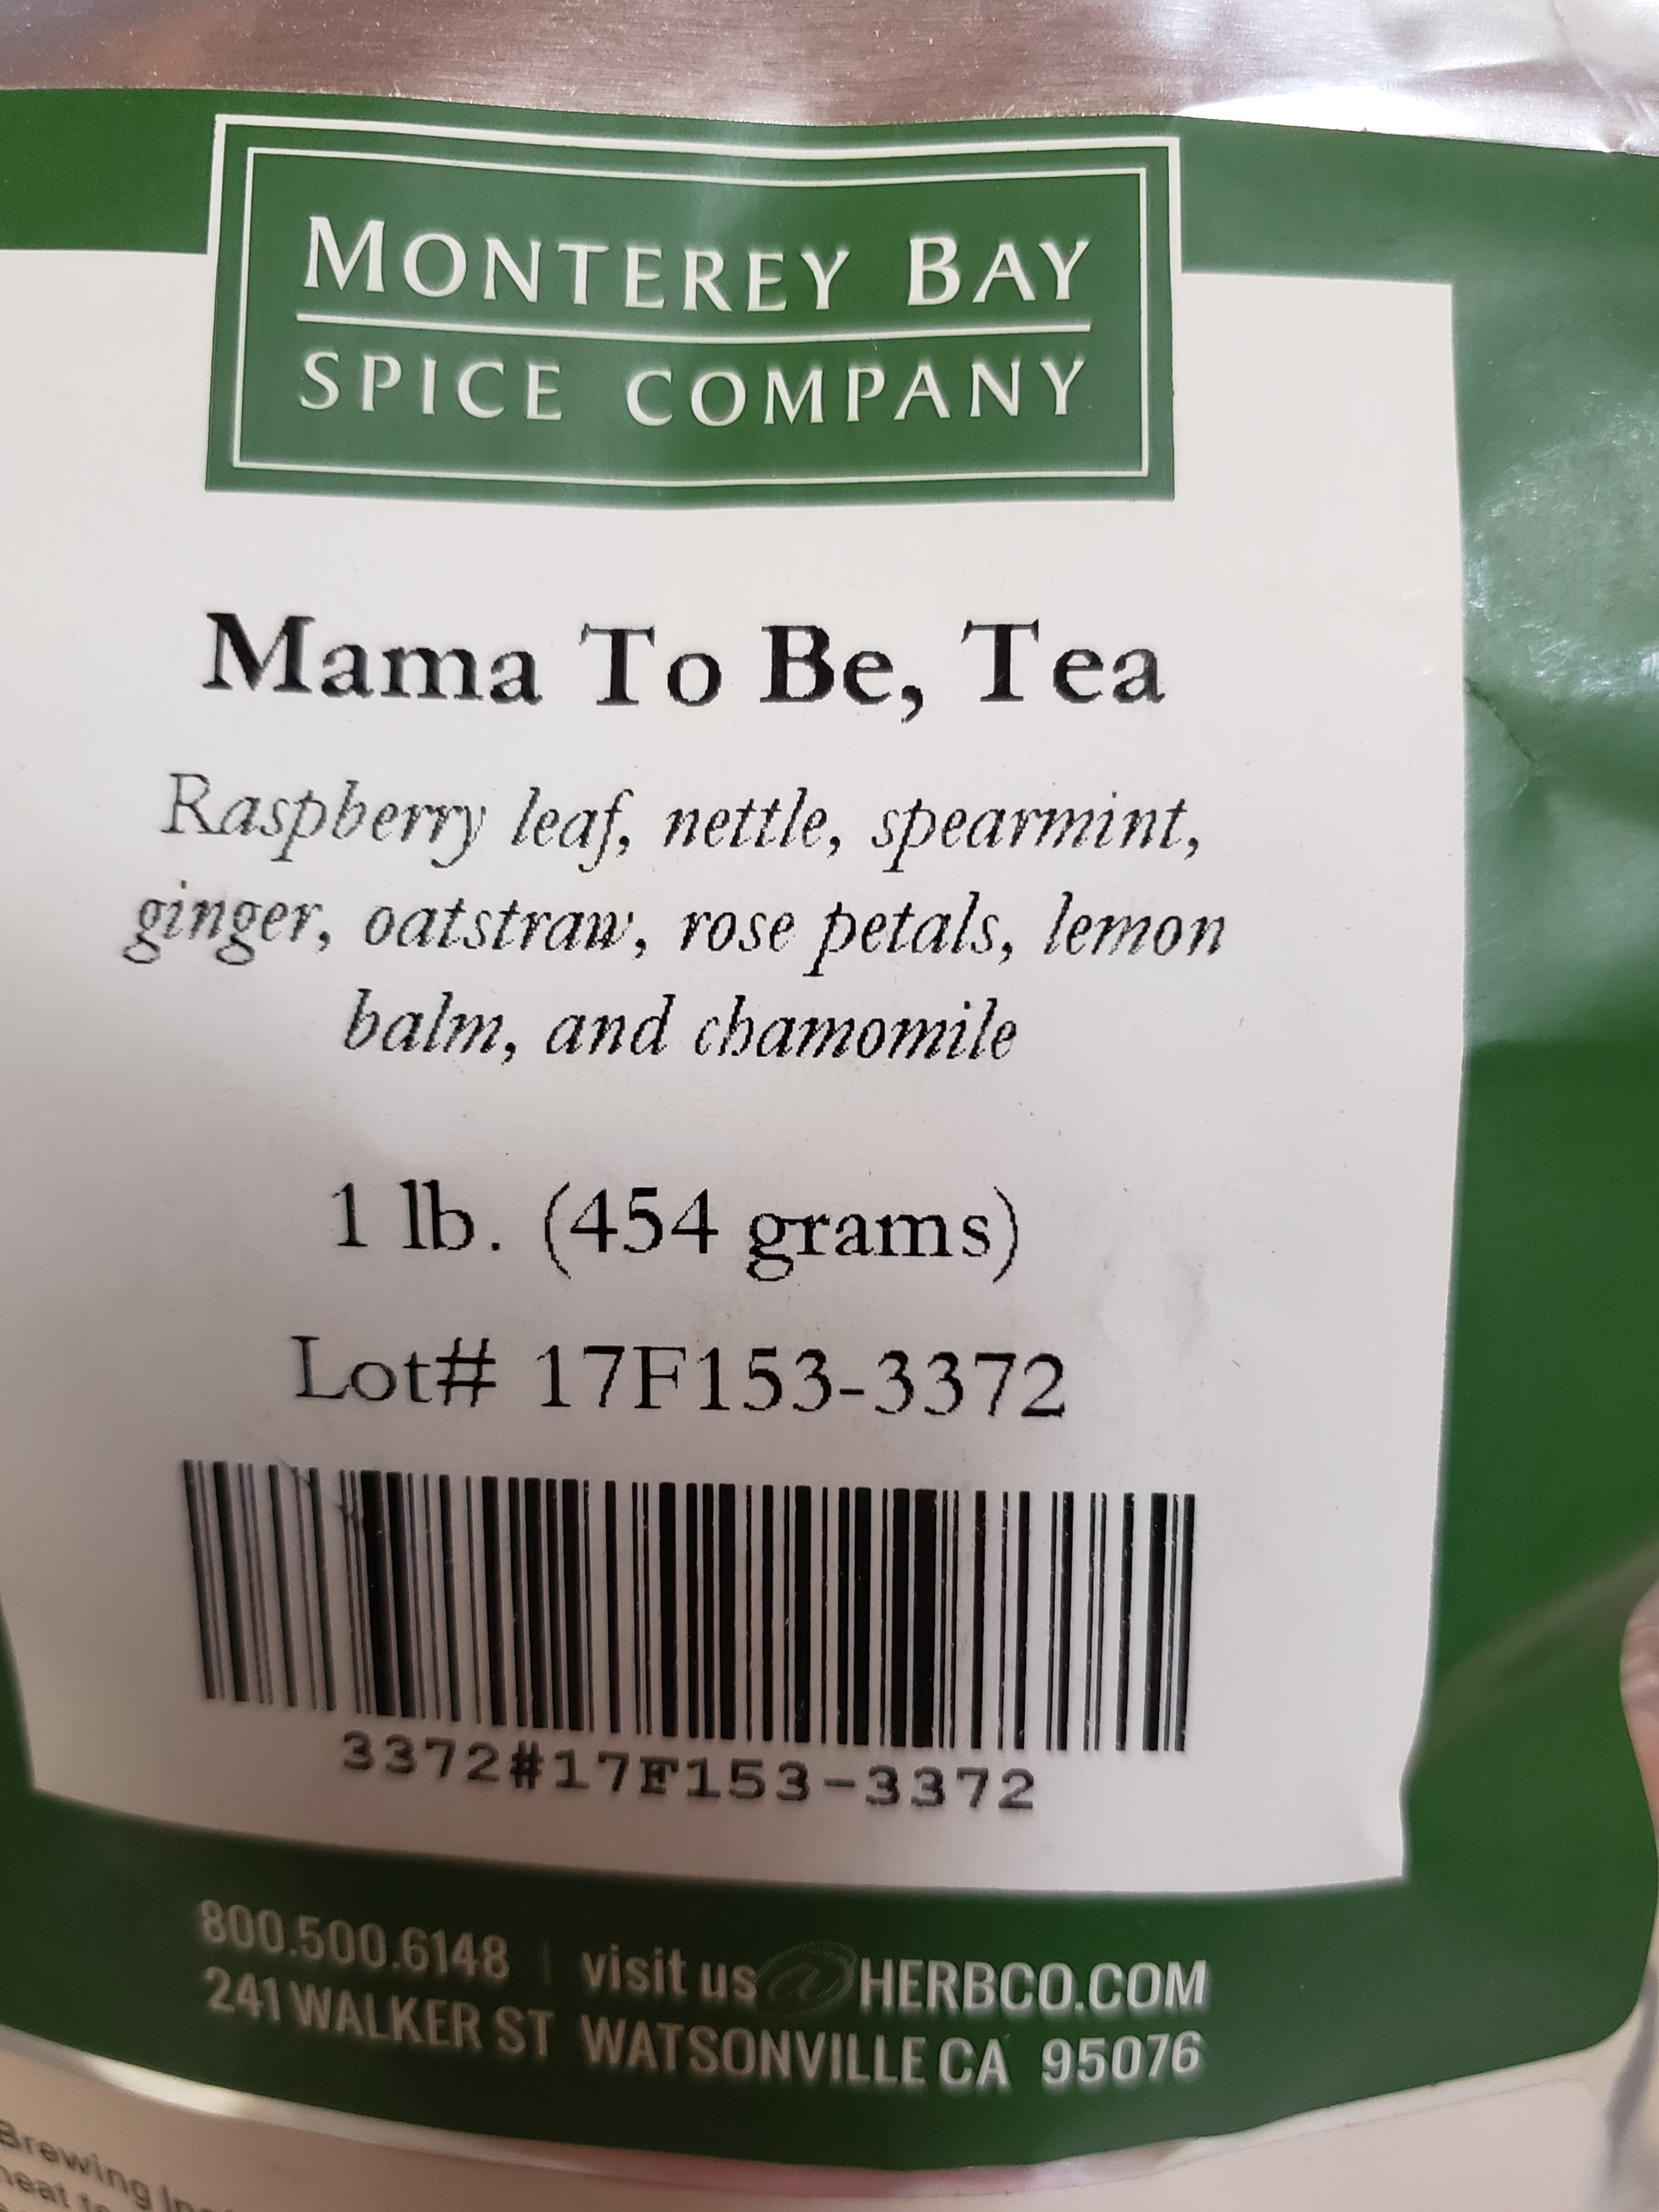 MONTEREY BAY
SPICE COMPANY
Mama To Be, Tea
Raspberry leaf, nettle, spearmint,
ginger, oatstraw, rose petals, lemon
balm, and chamomile
1 lb. (454 grams)
Lot# 17F153-3372
3372#17F153-3372
800.500.6148 | visit us @ HERBCO.COM
241 WALKER ST WATSONVILLE CA 95076
Brewing
heat